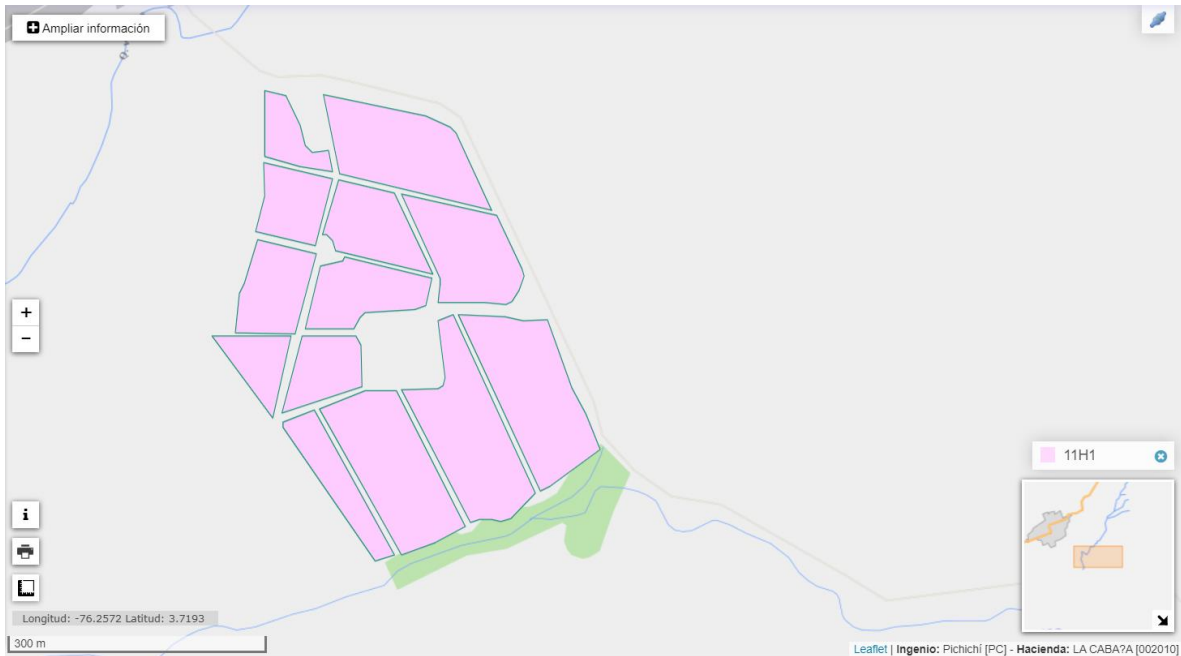 Ampliar información
+
−
11H1
i
Longitud: -76.2572 Latitud: 3.7193
300 m
Leaflet | Ingenio: Pichichí [PC] - Hacienda: LA CABA?A [002010]